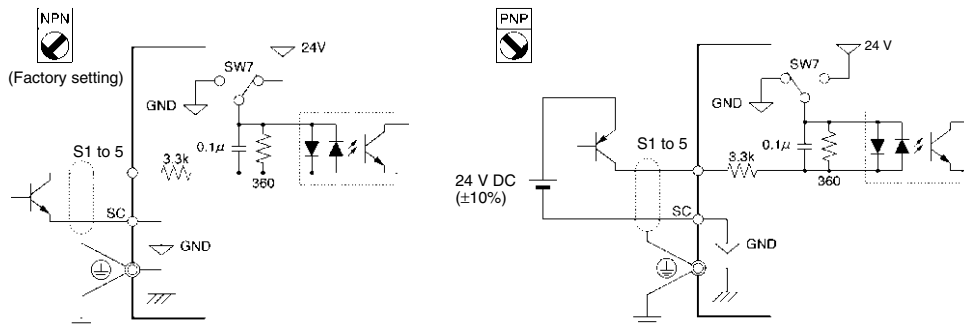 NPN
(Factory setting)
24V
SW7
GND
S1 to 5
3.3k
0.1μ
360
SC
GND
PNP
24 V
SW7
GND
S1 to 5
3.3k
0.1μ
360
24 V DC
(±10%)
SC
GND